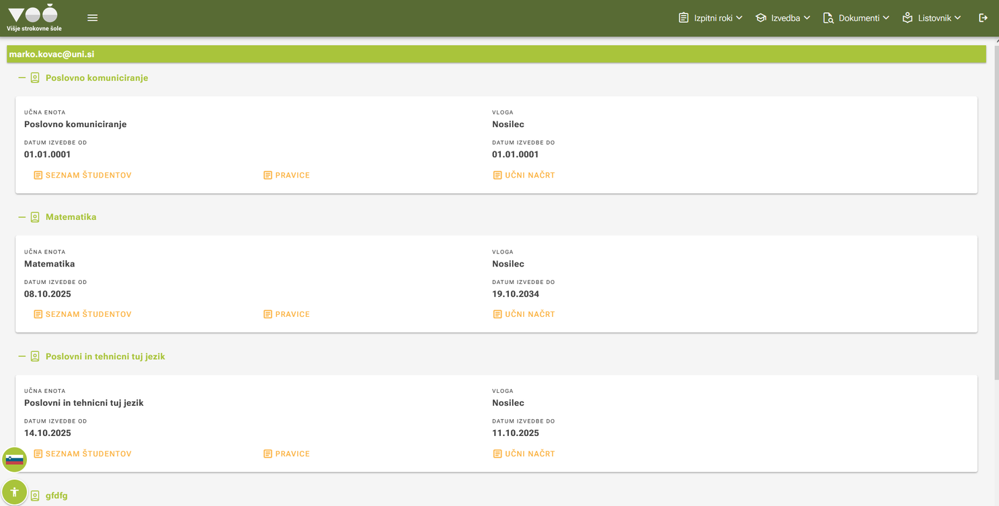 VOŠ
Višje strokovne šole
Izpitni roki
Izvedba
Dokumenti
Listovnik
marko.kovac@uni.si
Poslovno komuniciranje
UČNA ENOTA
VLOGA
Poslovno komuniciranje
Nosilec
DATUM IZVEDBE OD
DATUM IZVEDBE DO
01.01.0001
01.01.0001
SEZNAM ŠTUDENTOV
PRAVICE
UČNI NAČRT
Matematika
UČNA ENOTA
VLOGA
Matematika
Nosilec
DATUM IZVEDBE OD
DATUM IZVEDBE DO
08.10.2025
19.10.2034
SEZNAM ŠTUDENTOV
PRAVICE
UČNI NAČRT
Poslovni in tehnicni tuj jezik
UČNA ENOTA
VLOGA
Poslovni in tehnicni tuj jezik
Nosilec
DATUM IZVEDBE OD
DATUM IZVEDBE DO
14.10.2025
11.10.2025
SEZNAM ŠTUDENTOV
PRAVICE
UČNI NAČRT
gfdfg